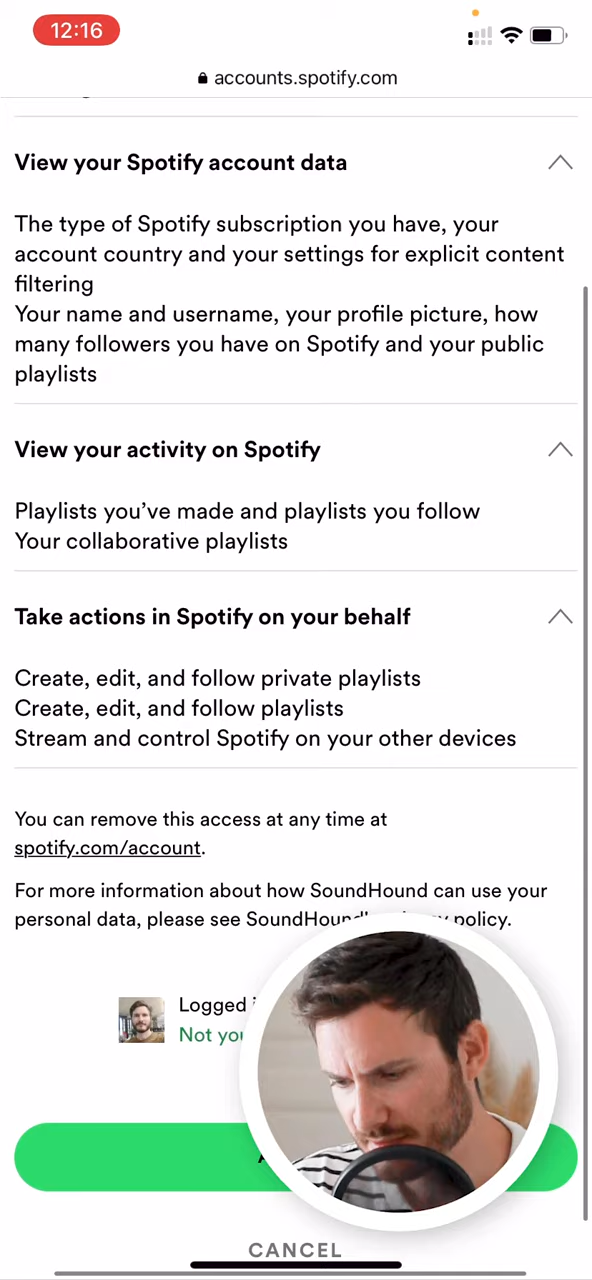 12:16
accounts.spotify.com
View your Spotify account data
The type of Spotify subscription you have, your
account country and your settings for explicit content
filtering
Your name and username, your profile picture, how
many followers you have on Spotify and your public
playlists
View your activity on Spotify
Playlists you’ve made and playlists you follow
Your collaborative playlists
Take actions in Spotify on your behalf
Create, edit, and follow private playlists
Create, edit, and follow playlists
Stream and control Spotify on your other devices
You can remove this access at any time at
spotify.com/account.
For more information about how SoundHound can use your
personal data, please see policy.
Logged
Not
CANCEL